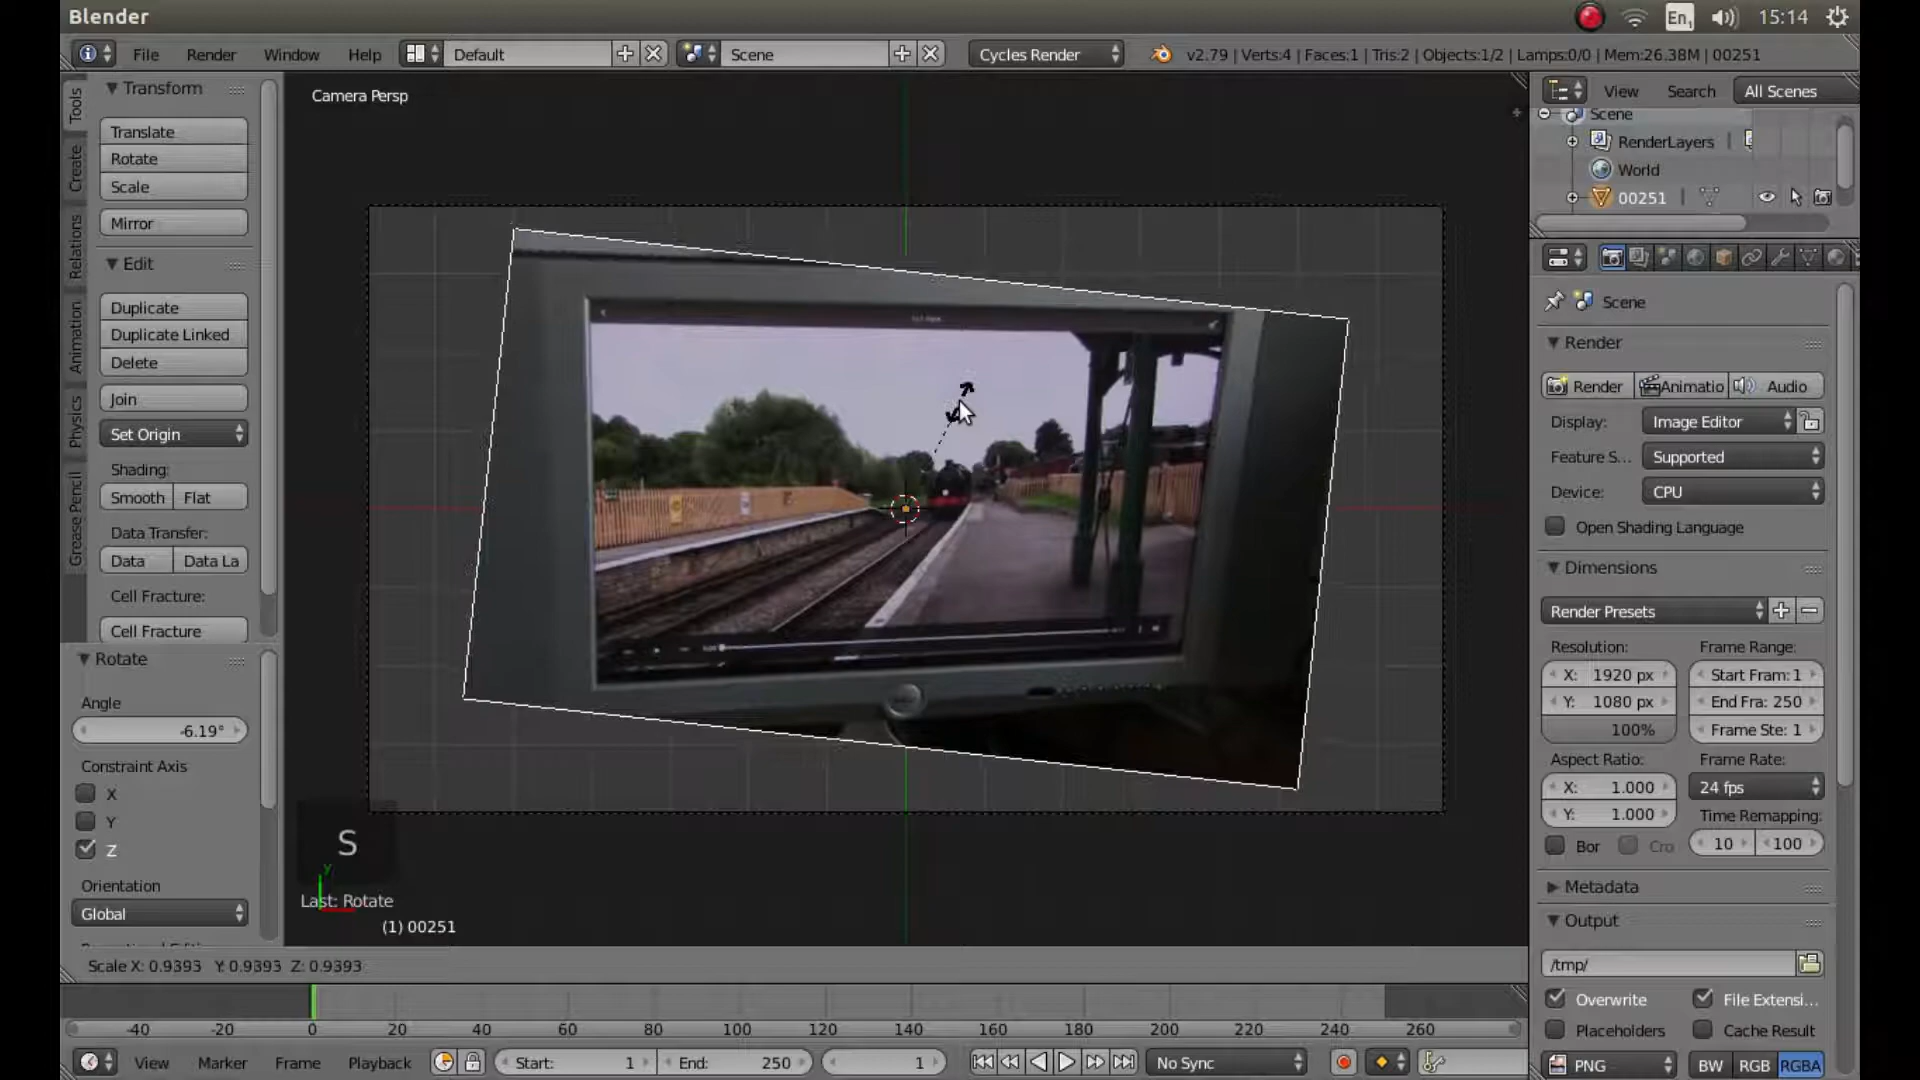 Blender
En1
15:14
File Render Window Help Default Scene Cycles Render v2.79 | Verts:4 | Faces:1 | Tris:2 | Objects:1/2 | Lamps:0/0 | Mem:26.38M | 00251
Tools
Create
Relations
Animation
Physics
Grease Pencil
Transform
Translate
Rotate
Scale
Mirror
Edit
Duplicate
Duplicate Linked
Delete
Join
Set Origin
Shading:
Smooth Flat
Data Transfer:
Data Data La
Cell Fracture:
Cell Fracture
Rotate
Angle
-6.19°
Constraint Axis
X
Y
Z
Orientation
Global
Camera Persp
S
y
Last: Rotate
(1) 00251
Scale X: 0.9393 Y: 0.9393 Z: 0.9393
-40 -20 0 20 40 60 80 100 120 140 160 180 200 220 240 260
View Marker Frame Playback Start: 1 End: 250 1 No Sync
View Search All Scenes
Scene
RenderLayers
World
00251
Scene
Render
Render Animatio Audio
Display: Image Editor
Feature S... Supported
Device: CPU
Open Shading Language
Dimensions
Render Presets
Resolution: Frame Range:
X: 1920 px Start Fram: 1
Y: 1080 px End Fra: 250
100% Frame Ste: 1
Aspect Ratio: Frame Rate:
X: 1.000 24 fps
Y: 1.000 Time Remapping:
Bor Cro 10 100
Metadata
Output
/tmp/
Overwrite File Extensi...
Placeholders Cache Result
PNG BW RGB RGBA